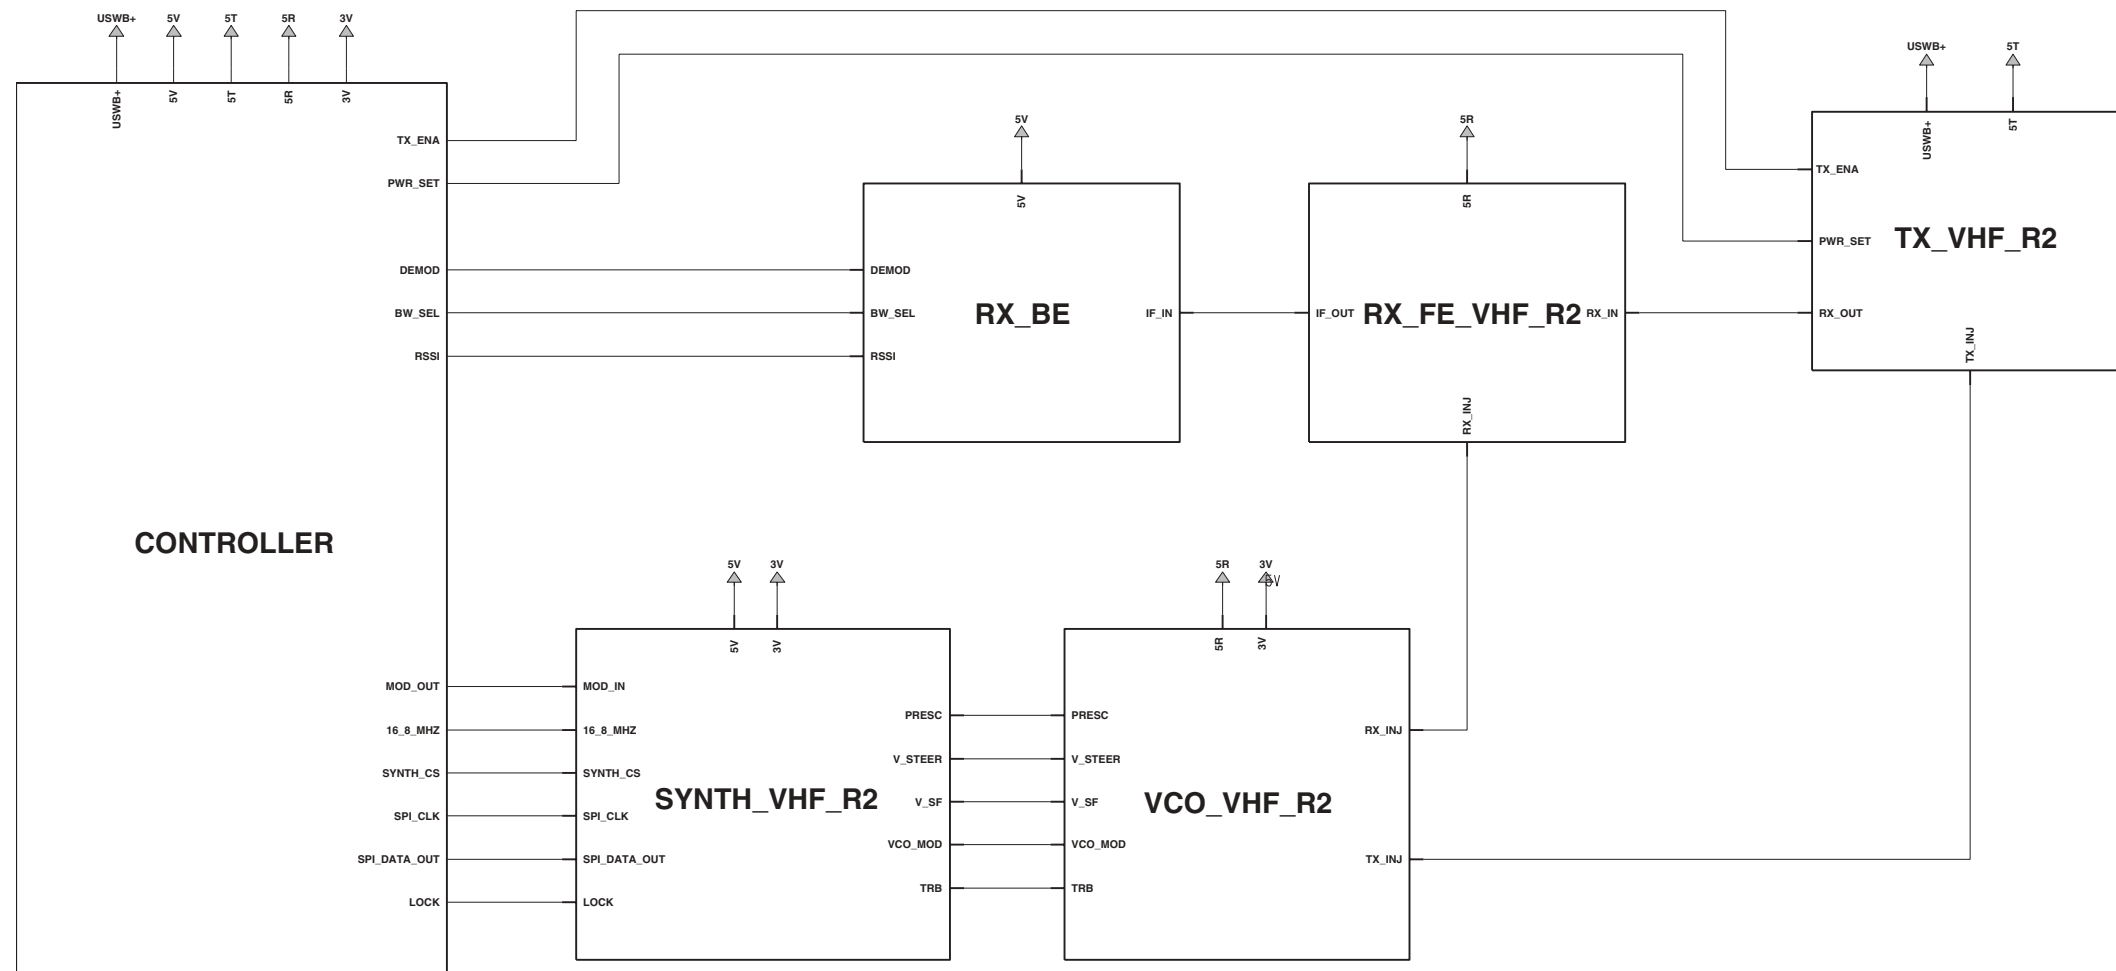 USWB+ 5V 5T 5R 3V
USWB+ 5V 5T 5R 3V
TX_ENA
PWR_SET
DEMOD
BW_SEL
RSSI
CONTROLLER
MOD_OUT
16_8_MHZ
SYNTH_CS
SPI_CLK
SPI_DATA_OUT
LOCK
5V
5V
DEMOD
BW_SEL
RSSI
RX_BE
IF_IN
5R
5R
IF_OUT
RX_FE_VHF_R2
RX_IN
RX_INJ
USWB+ 5T
USWB+ 5T
TX_ENA
PWR_SET
TX_VHF_R2
RX_OUT
TX_INJ
5V 3V
5V 3V
MOD_IN
16_8_MHZ
SYNTH_CS
SPI_CLK
SPI_DATA_OUT
LOCK
SYNTH_VHF_R2
PRESC
V_STEER
V_SF
VCO_MOD
TRB
5R 3V
5V
5R 3V
PRESC
V_STEER
V_SF
VCO_MOD
TRB
VCO_VHF_R2
RX_INJ
TX_INJ